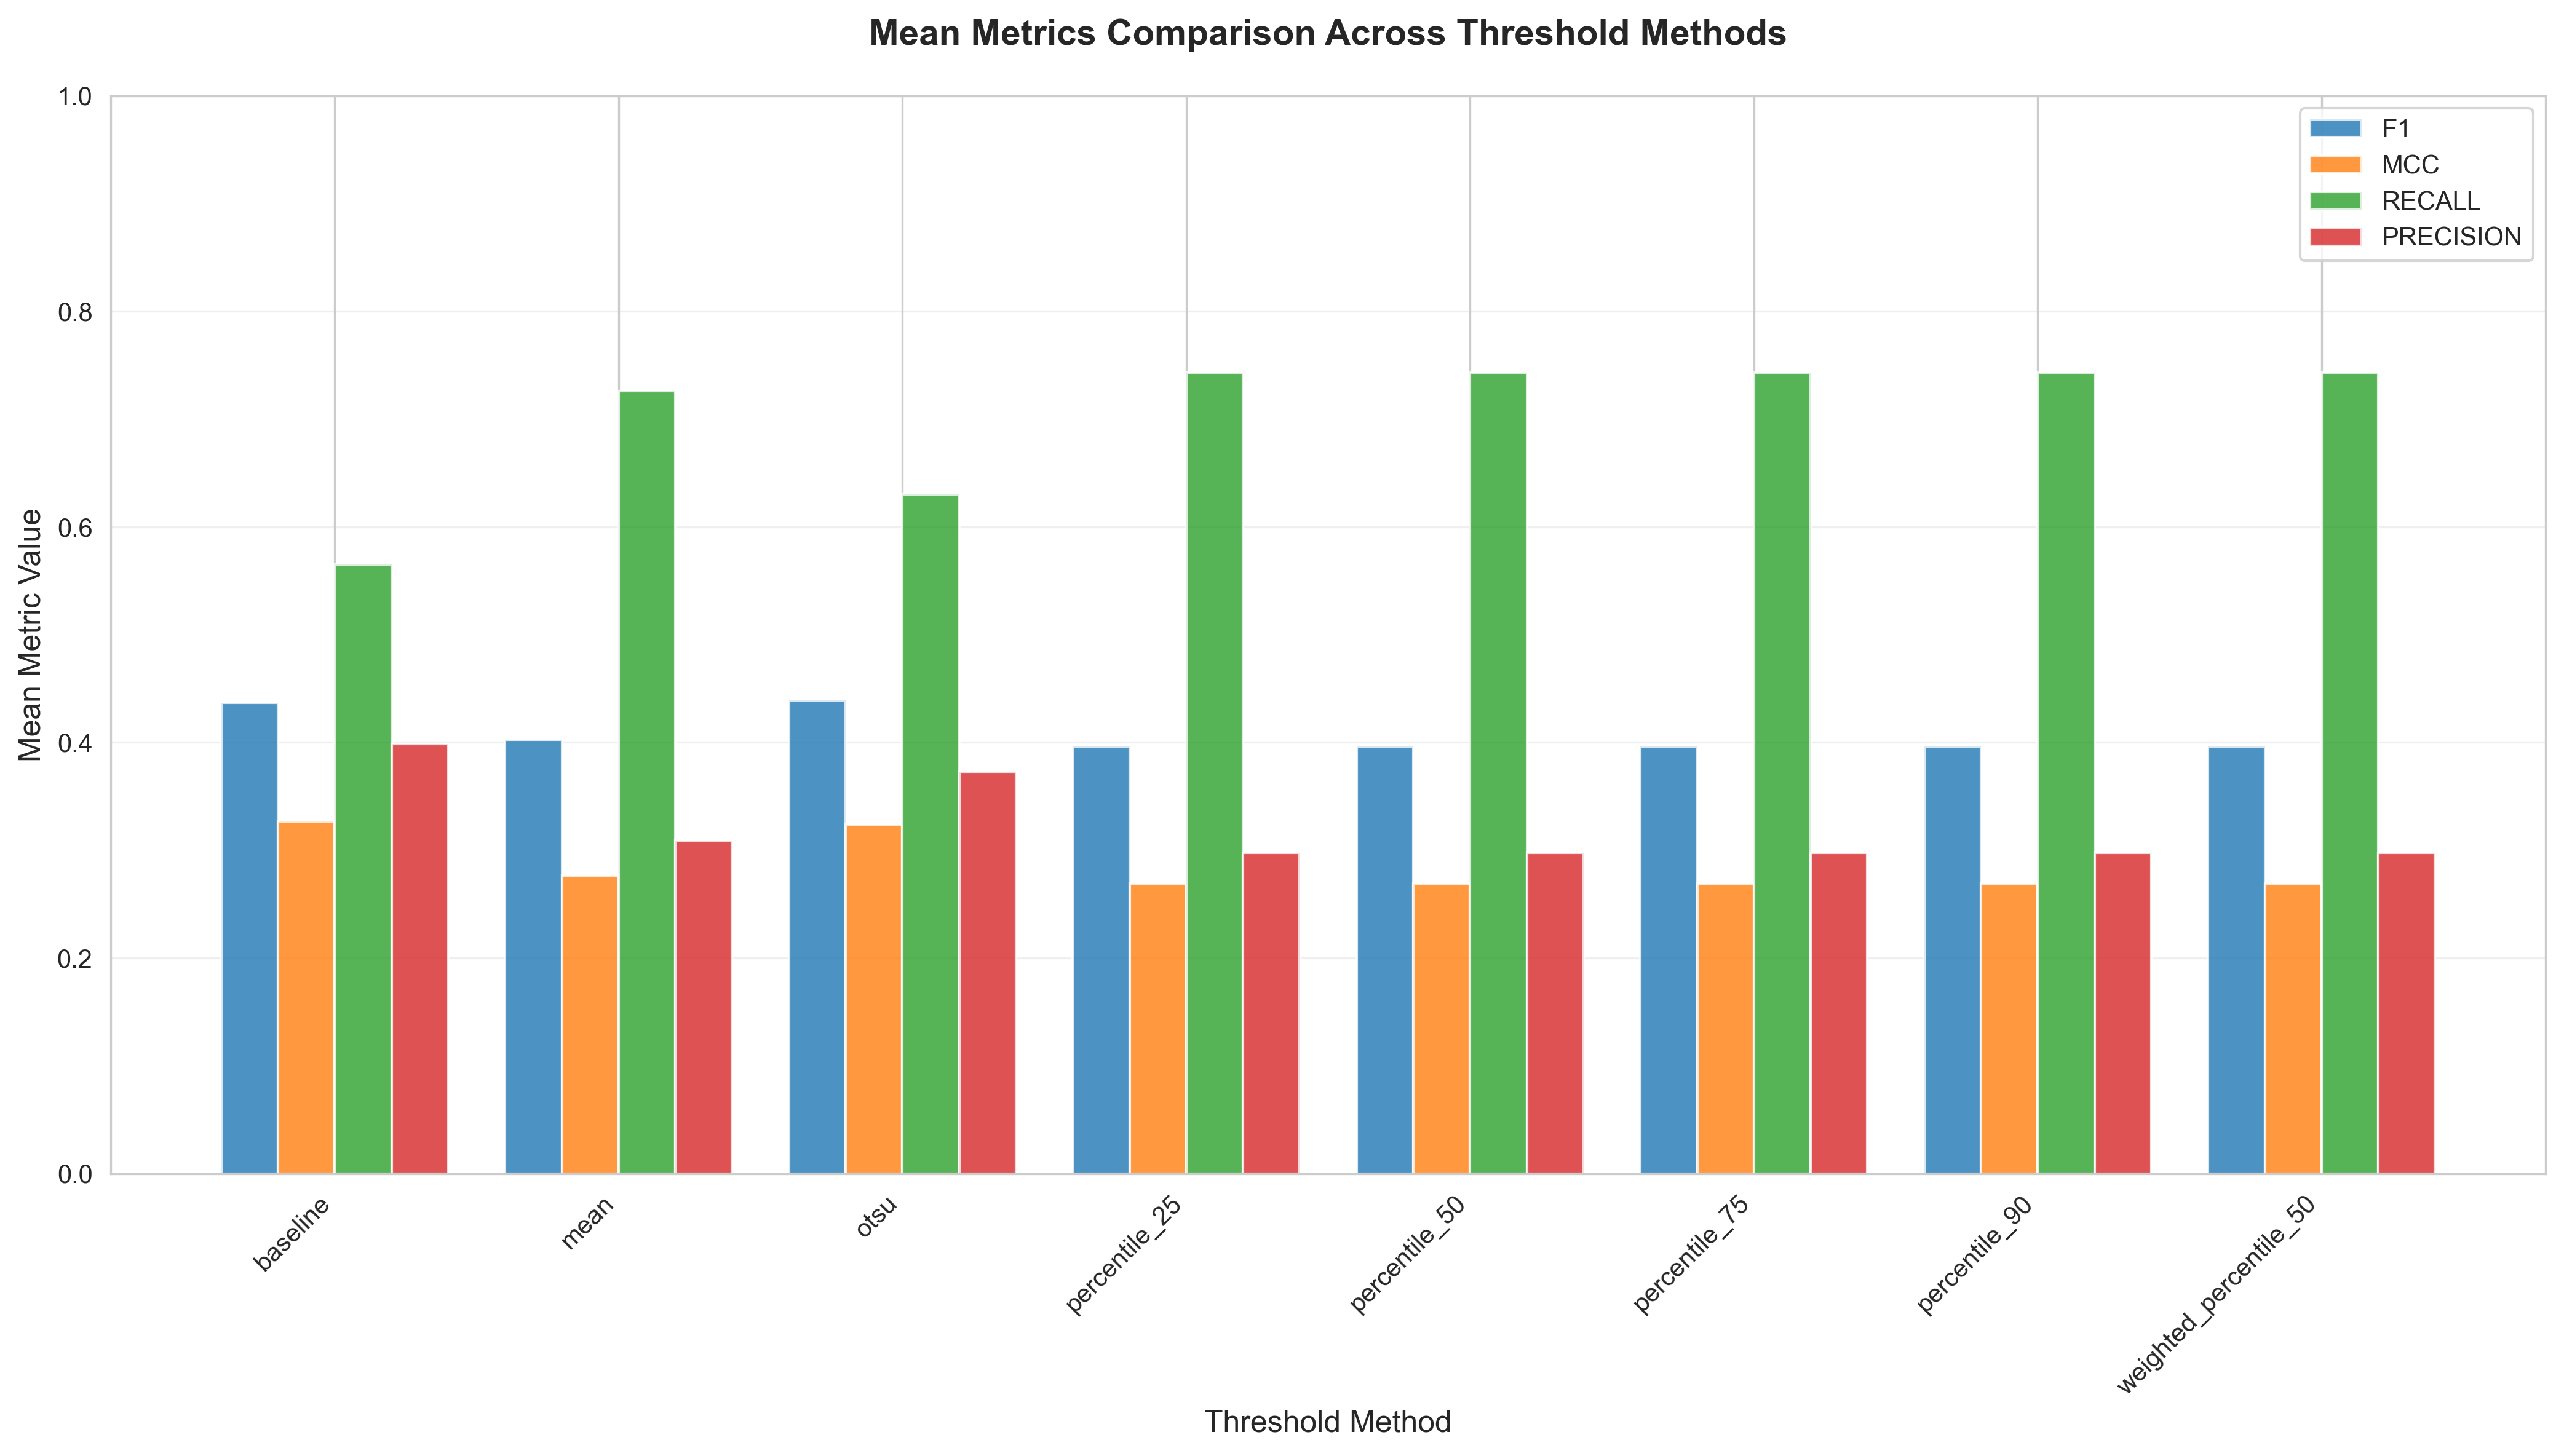 Mean Metrics Comparison Across Threshold Methods
1.0
0.8
0.6
0.4
0.2
0.0
Mean Metric Value
F1
MCC
RECALL
PRECISION
baseline
mean
otsu
percentile_25
percentile_50
percentile_75
percentile_90
weighted_percentile_50
Threshold Method